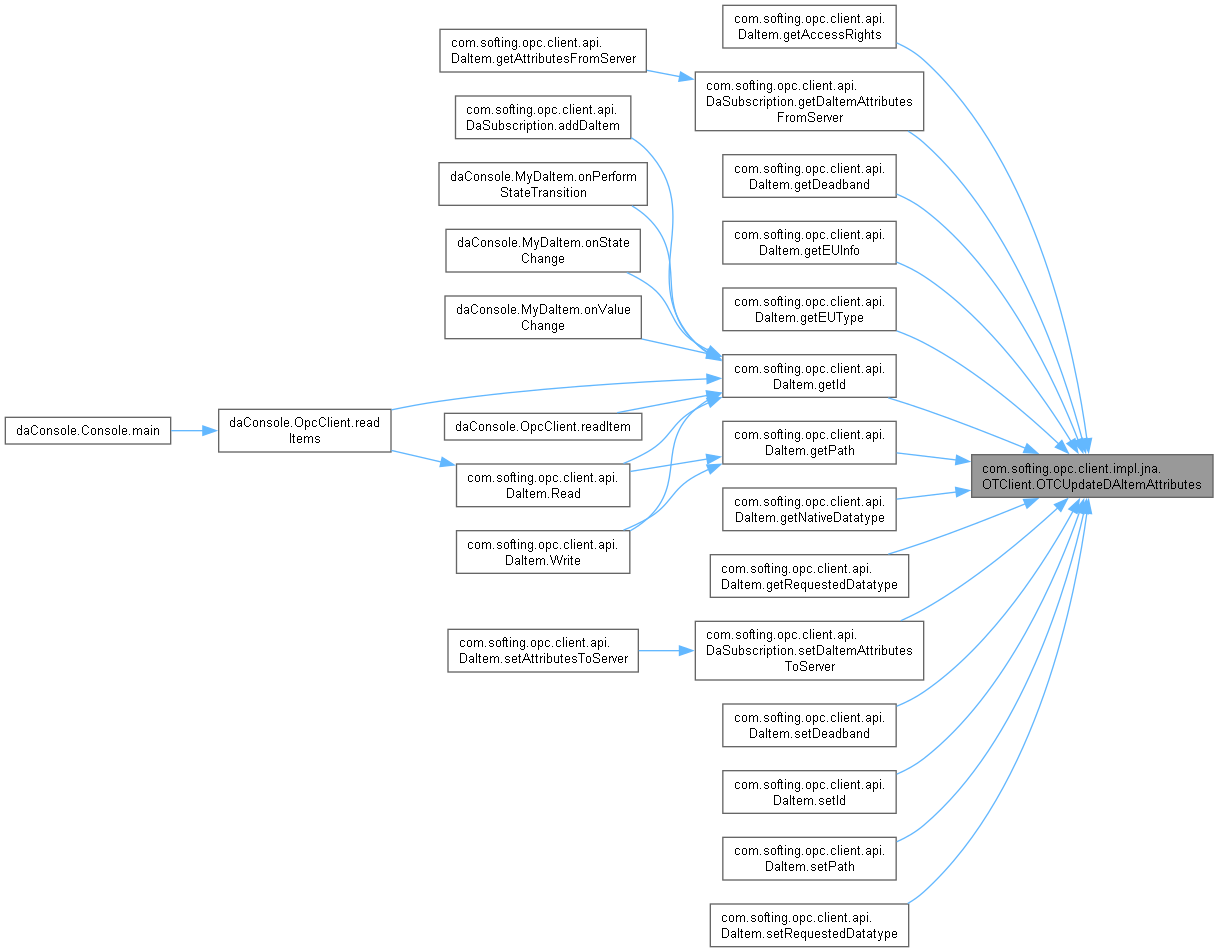 com.softing.opc.client.api.
DaItem.getAccessRights
com.softing.opc.client.api.
DaItem.getAttributesFromServer
com.softing.opc.client.api.
DaSubscription.getDaItemAttributes
FromServer
com.softing.opc.client.api.
DaSubscription.addDaItem
com.softing.opc.client.api.
DaItem.getDeadband
daConsole.MyDaItem.onPerform
StateTransition
com.softing.opc.client.api.
DaItem.getEUInfo
daConsole.MyDaItem.onState
Change
com.softing.opc.client.api.
DaItem.getEUType
daConsole.MyDaItem.onValue
Change
com.softing.opc.client.api.
DaItem.getId
daConsole.Console.main
daConsole.OpcClient.read
Items
daConsole.OpcClient.readItem
com.softing.opc.client.api.
DaItem.getPath
com.softing.opc.client.impl.jna.
OTClient.OTCUpdateDAItemAttributes
com.softing.opc.client.api.
DaItem.Read
com.softing.opc.client.api.
DaItem.getNativeDatatype
com.softing.opc.client.api.
DaItem.Write
com.softing.opc.client.api.
DaItem.getRequestedDatatype
com.softing.opc.client.api.
DaItem.setAttributesToServer
com.softing.opc.client.api.
DaSubscription.setDaItemAttributes
ToServer
com.softing.opc.client.api.
DaItem.setDeadband
com.softing.opc.client.api.
DaItem.setId
com.softing.opc.client.api.
DaItem.setPath
com.softing.opc.client.api.
DaItem.setRequestedDatatype